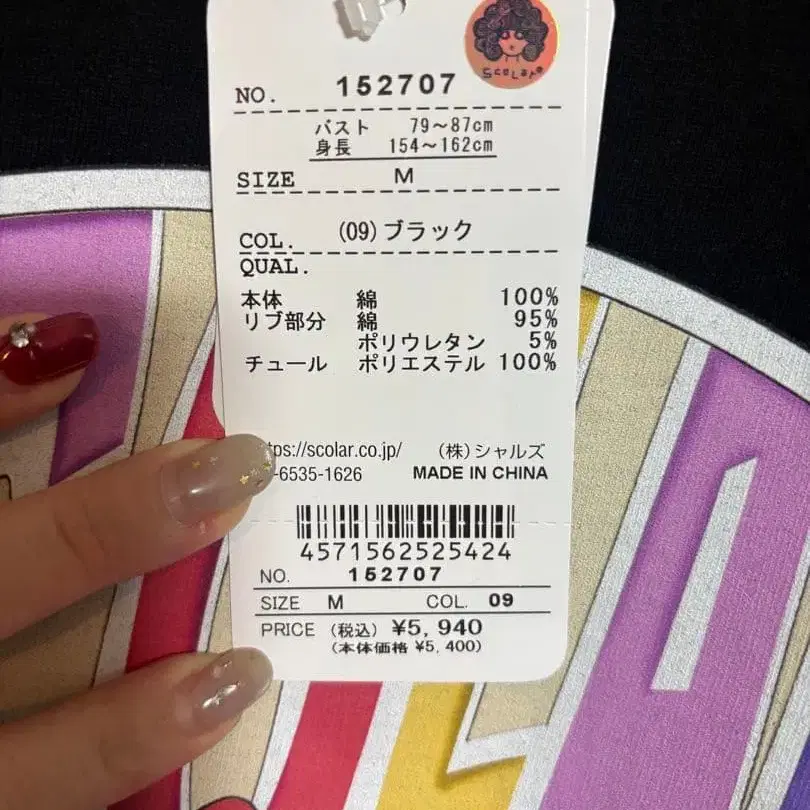 ScoLar
NO. 152707
バスト 79～87cm
身長 154～162cm
SIZE M
COL. (09)ブラック
QUAL.
本体 綿 100%
リブ部分 綿 95%
ポリウレタン 5%
チュール ポリエステル 100%
tps://scolar.co.jp/ (株)シャルズ
-6535-1626 MADE IN CHINA
4571562525424
NO. 152707
SIZE M COL. 09
PRICE (税込) ¥5,940
(本体価格 ¥5,400)